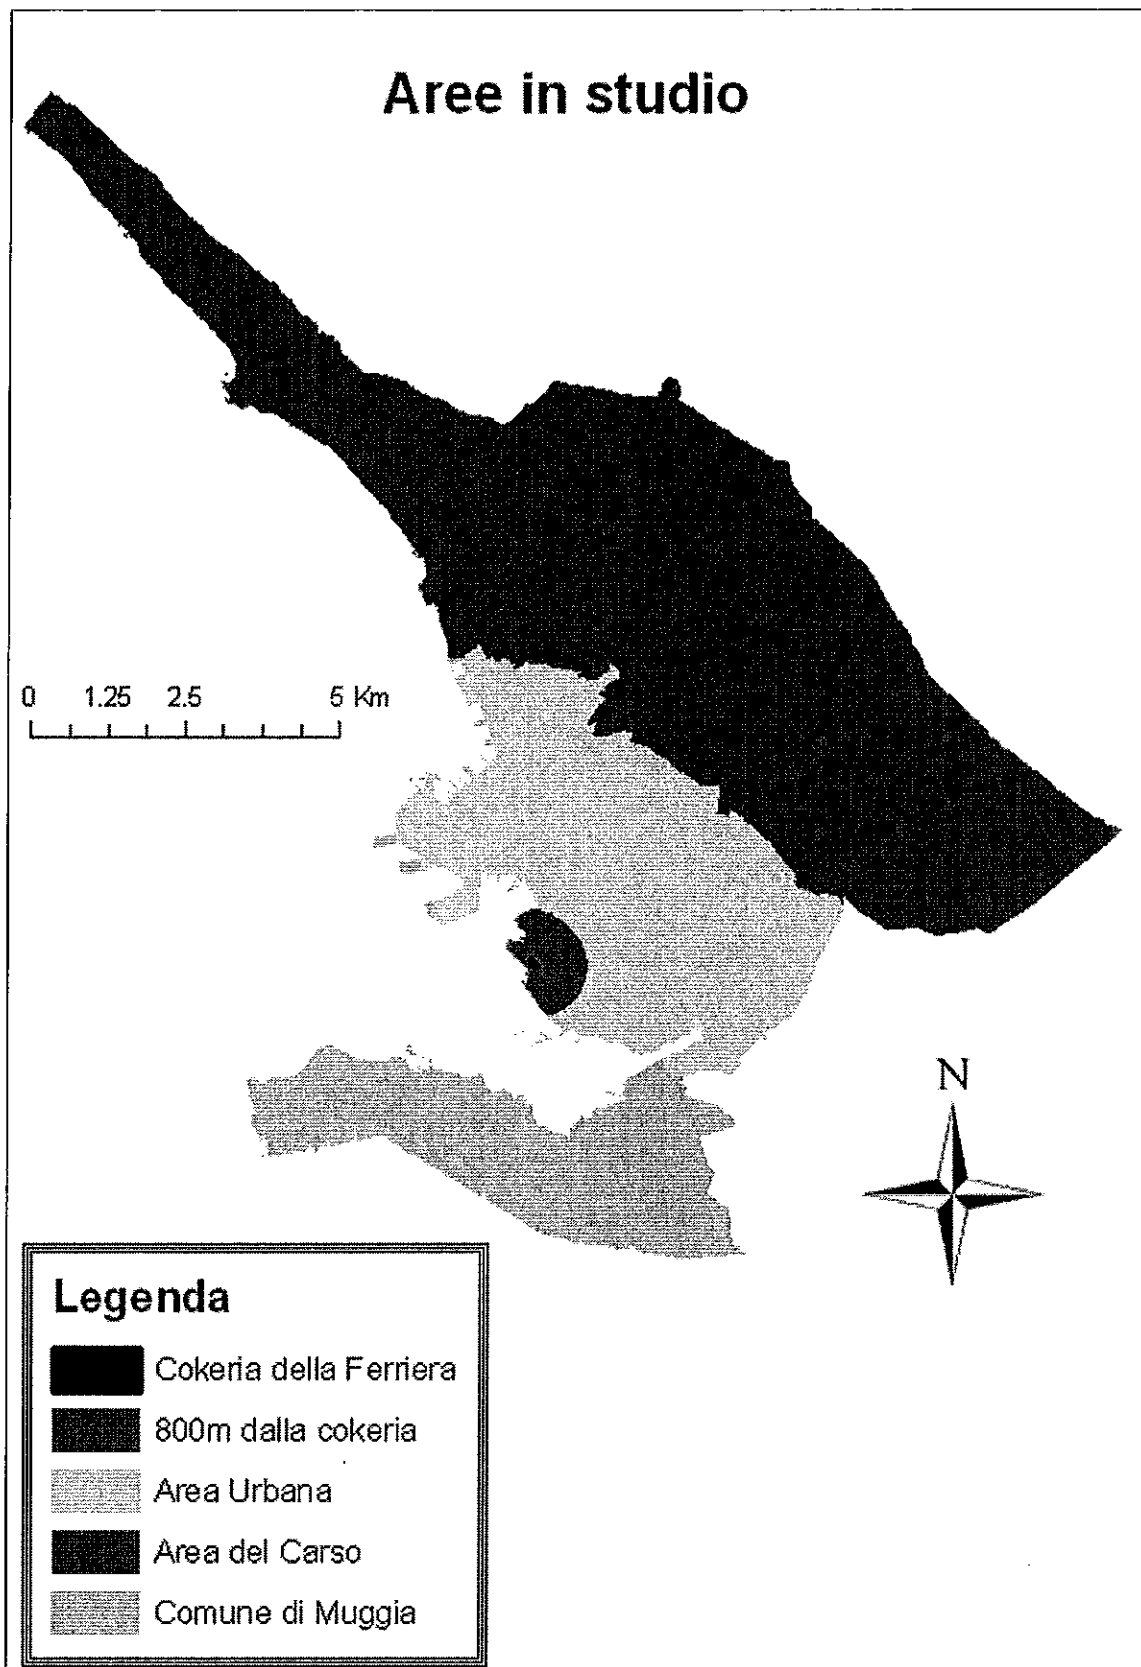 Aree in studio
0 1.25 2.5 5 Km
N
Legenda
Cokeria della Ferriera
800m dalla cokeria
Area Urbana
Area del Carso
Comune di Muggia